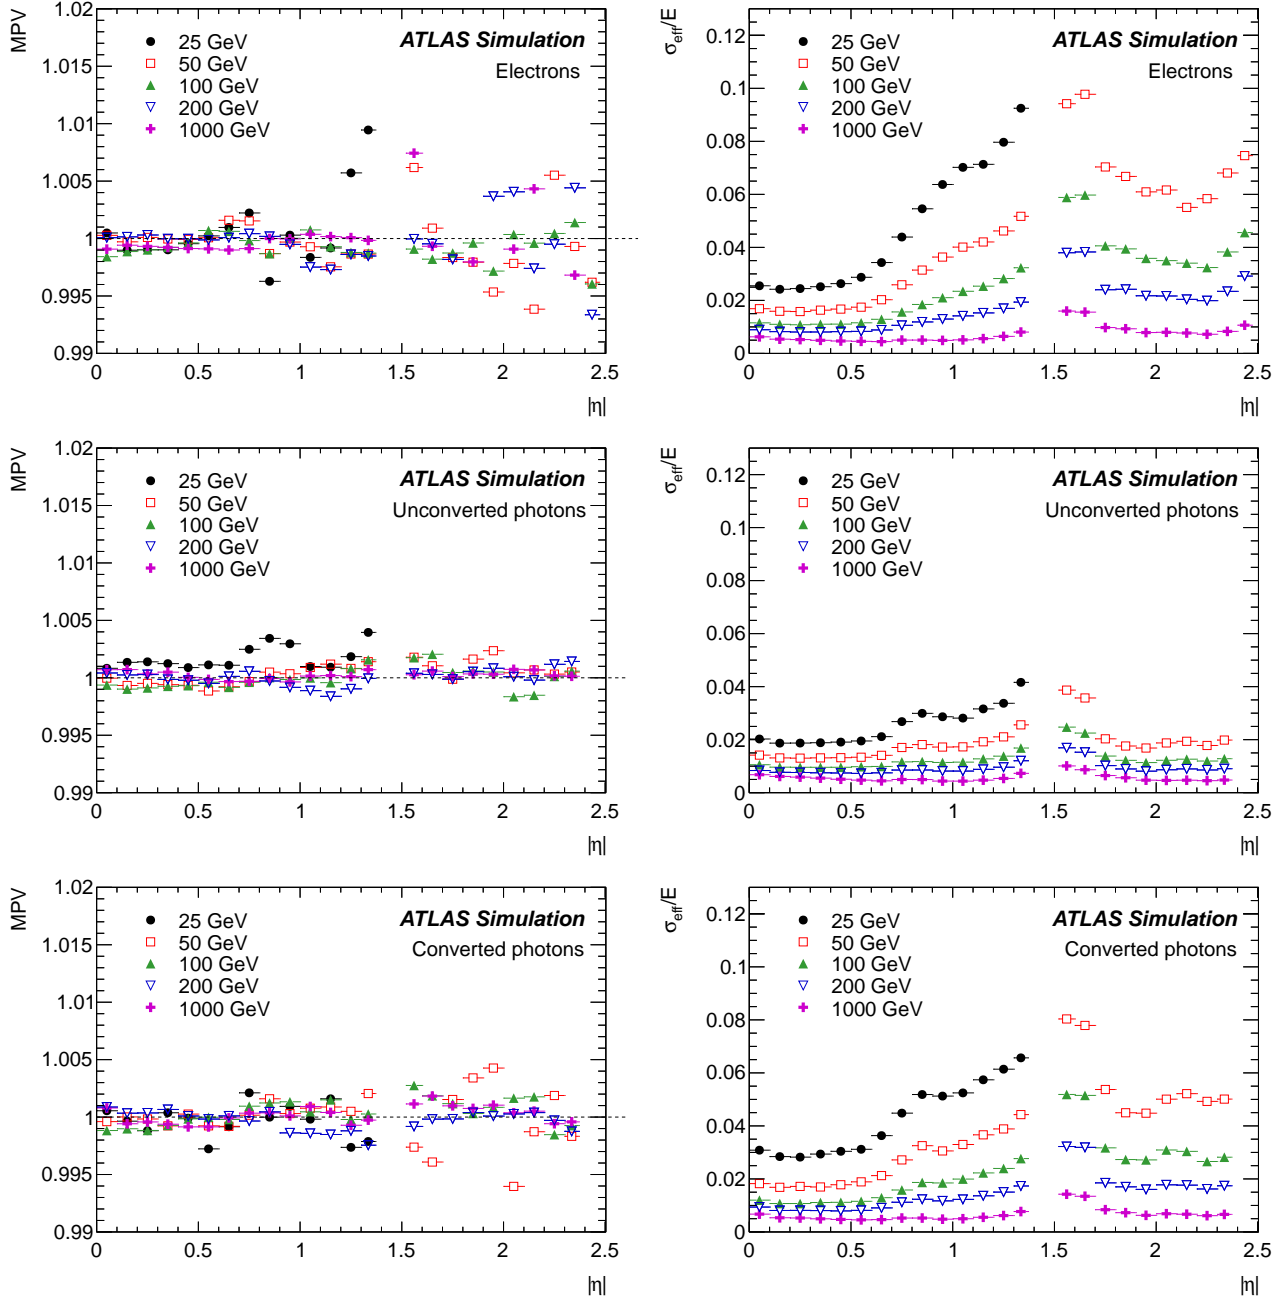 MPV
1.02
1.015
1.01
1.005
1
0.995
0.99
25 GeV
50 GeV
100 GeV
200 GeV
1000 GeV
ATLAS Simulation
Electrons
0
0.5
1
1.5
2
2.5
|η|
σeff/E
0.12
0.1
0.08
0.06
0.04
0.02
0
25 GeV
50 GeV
100 GeV
200 GeV
1000 GeV
ATLAS Simulation
Electrons
0
0.5
1
1.5
2
2.5
|η|
MPV
1.02
1.015
1.01
1.005
1
0.995
0.99
25 GeV
50 GeV
100 GeV
200 GeV
1000 GeV
ATLAS Simulation
Unconverted photons
0
0.5
1
1.5
2
2.5
|η|
σeff/E
0.12
0.1
0.08
0.06
0.04
0.02
0
25 GeV
50 GeV
100 GeV
200 GeV
1000 GeV
ATLAS Simulation
Unconverted photons
0
0.5
1
1.5
2
2.5
|η|
MPV
1.02
1.015
1.01
1.005
1
0.995
0.99
25 GeV
50 GeV
100 GeV
200 GeV
1000 GeV
ATLAS Simulation
Converted photons
0
0.5
1
1.5
2
2.5
|η|
σeff/E
0.12
0.1
0.08
0.06
0.04
0.02
0
25 GeV
50 GeV
100 GeV
200 GeV
1000 GeV
ATLAS Simulation
Converted photons
0
0.5
1
1.5
2
2.5
|η|